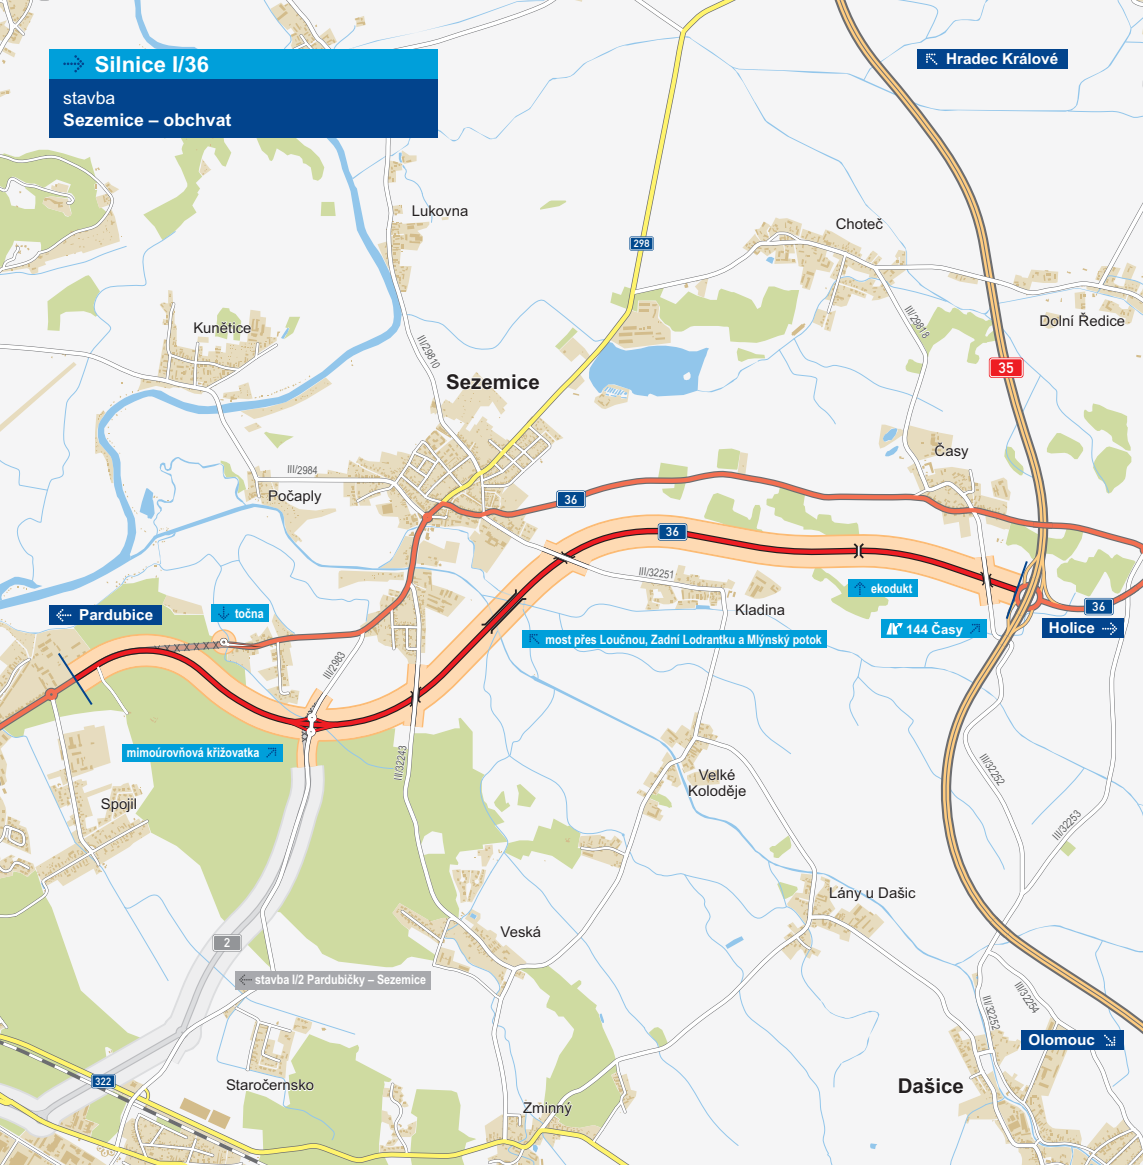 Silnice I/36
stavba
Sezemice – obchvat
Hradec Králové
Lukovna
298
Choteč
Kunětice
III/29810
III/29818
Dolní Ředice
Sezemice
35
III/2984
Počaply
36
Časy
36
III/32251
Kladina
ekodukt
36
Pardubice
točna
most přes Loučnou, Zadní Lodrantku a Mlýnský potok
144 Časy
Holice
III/2983
mimoúrovňová křižovatka
III/32243
Velké
Koloděje
III/32252
Spojil
III/32253
Lány u Dašic
Veská
2
stavba I/2 Pardubičky – Sezemice
III/32252
III/32254
Olomouc
322
Staročernsko
Dašice
Zminný